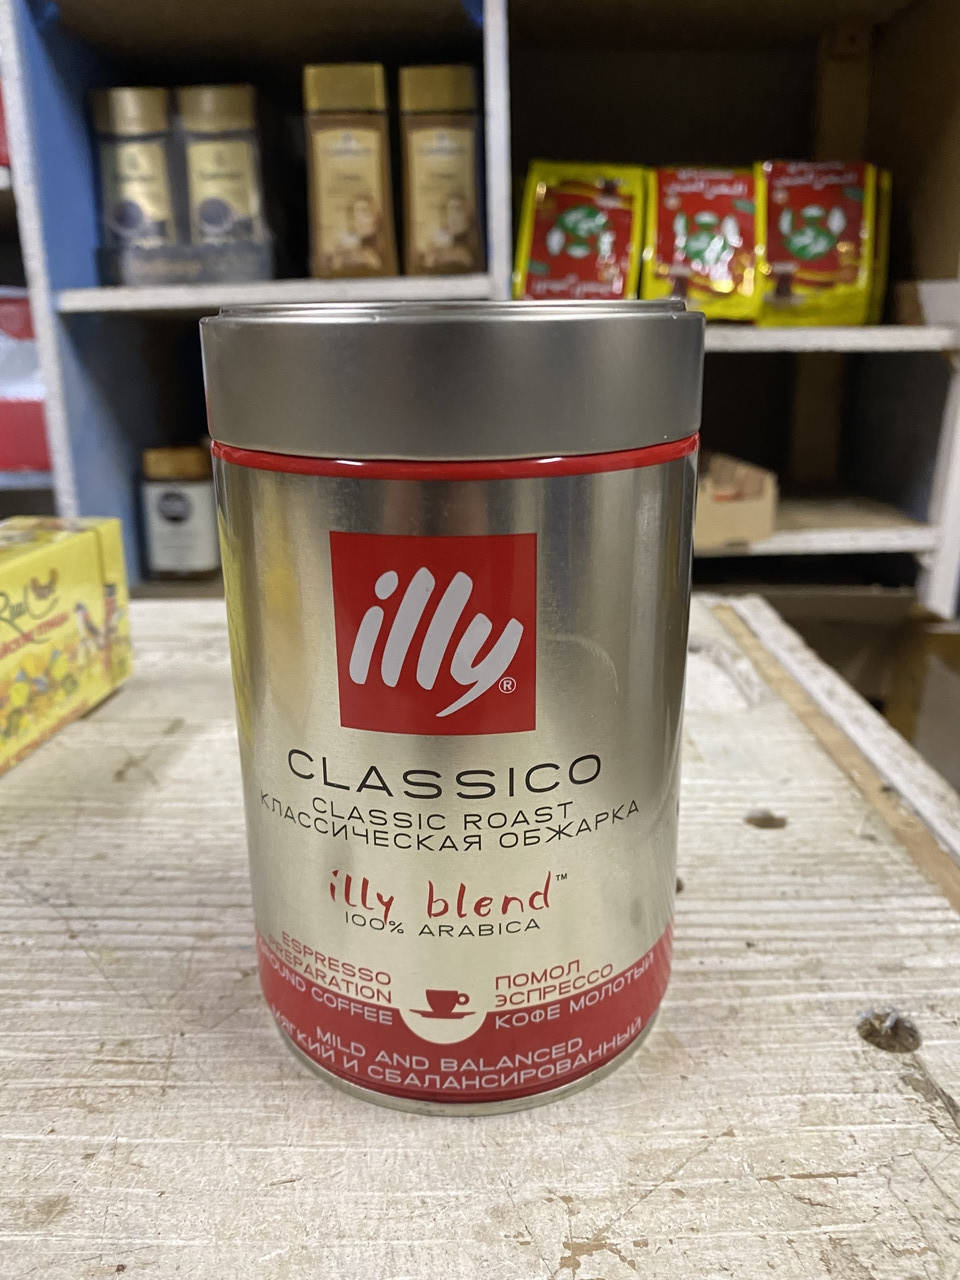 illy®
CLASSICO
CLASSIC ROAST
КЛАССИЧЕСКАЯ ОБЖАРКА
illy blend™
100% ARABICA
ESPRESSO
PREPARATION
GROUND COFFEE
ПОМОЛ
ЭСПРЕССО
КОФЕ МОЛОТЫЙ
MILD AND BALANCED
МЯГКИЙ И СБАЛАНСИРОВАННЫЙ